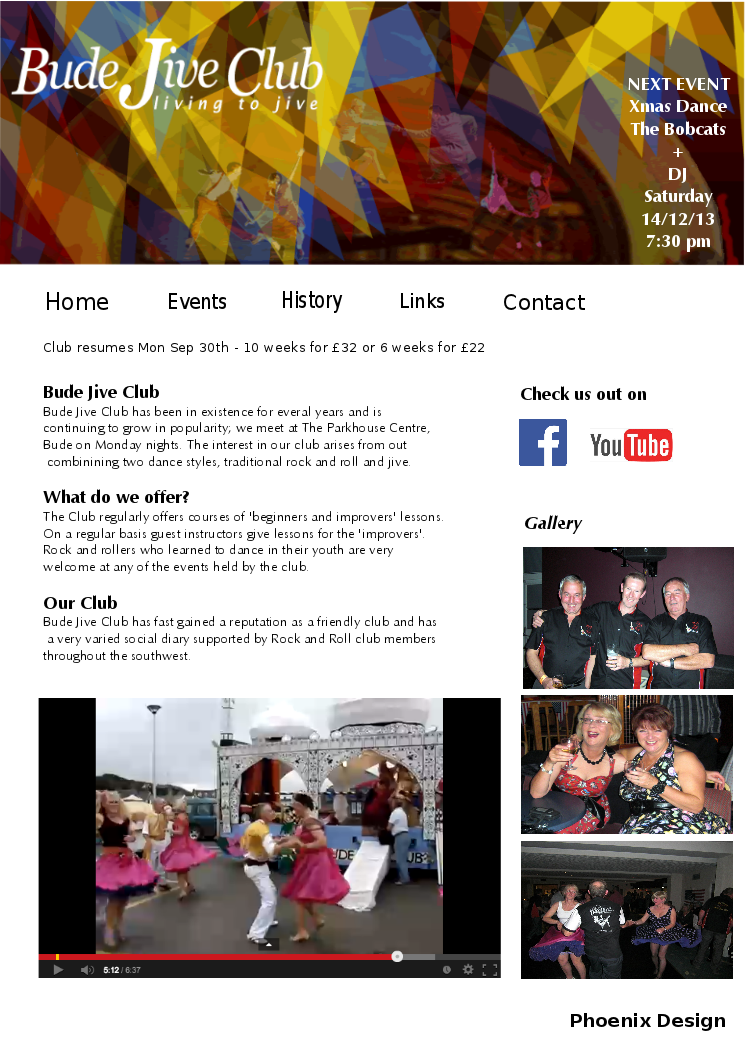 Bude Jive Club
living to jive
NEXT EVENT
Xmas Dance
The Bobcats
+
DJ
Saturday
14/12/13
7:30 pm
Home Events History Links Contact
Club resumes Mon Sep 30th - 10 weeks for £32 or 6 weeks for £22
Bude Jive Club
Bude Jive Club has been in existence for everal years and is
continuing to grow in popularity; we meet at The Parkhouse Centre,
Bude on Monday nights. The interest in our club arises from out
combinining two dance styles, traditional rock and roll and jive.
What do we offer?
The Club regularly offers courses of 'beginners and improvers' lessons.
On a regular basis guest instructors give lessons for the 'improvers'.
Rock and rollers who learned to dance in their youth are very
welcome at any of the events held by the club.
Our Club
Bude Jive Club has fast gained a reputation as a friendly club and has
a very varied social diary supported by Rock and Roll club members
throughout the southwest.
Check us out on
f YouTube
Gallery
5:12 / 6:37
Phoenix Design